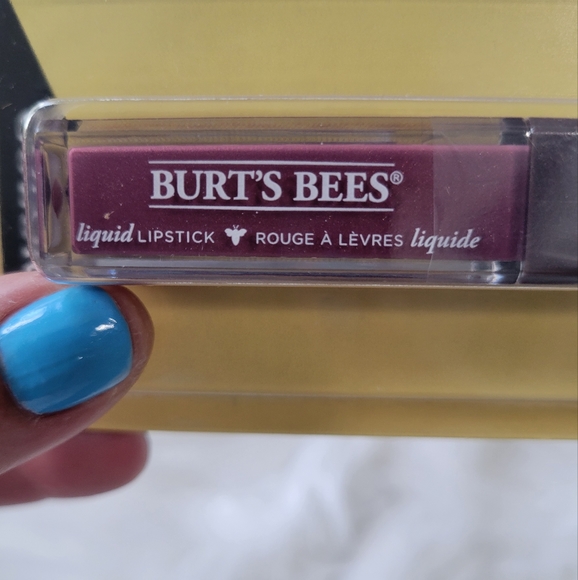 BURT'S BEES®
liquid LIPSTICK ROUGE À LÈVRES liquide